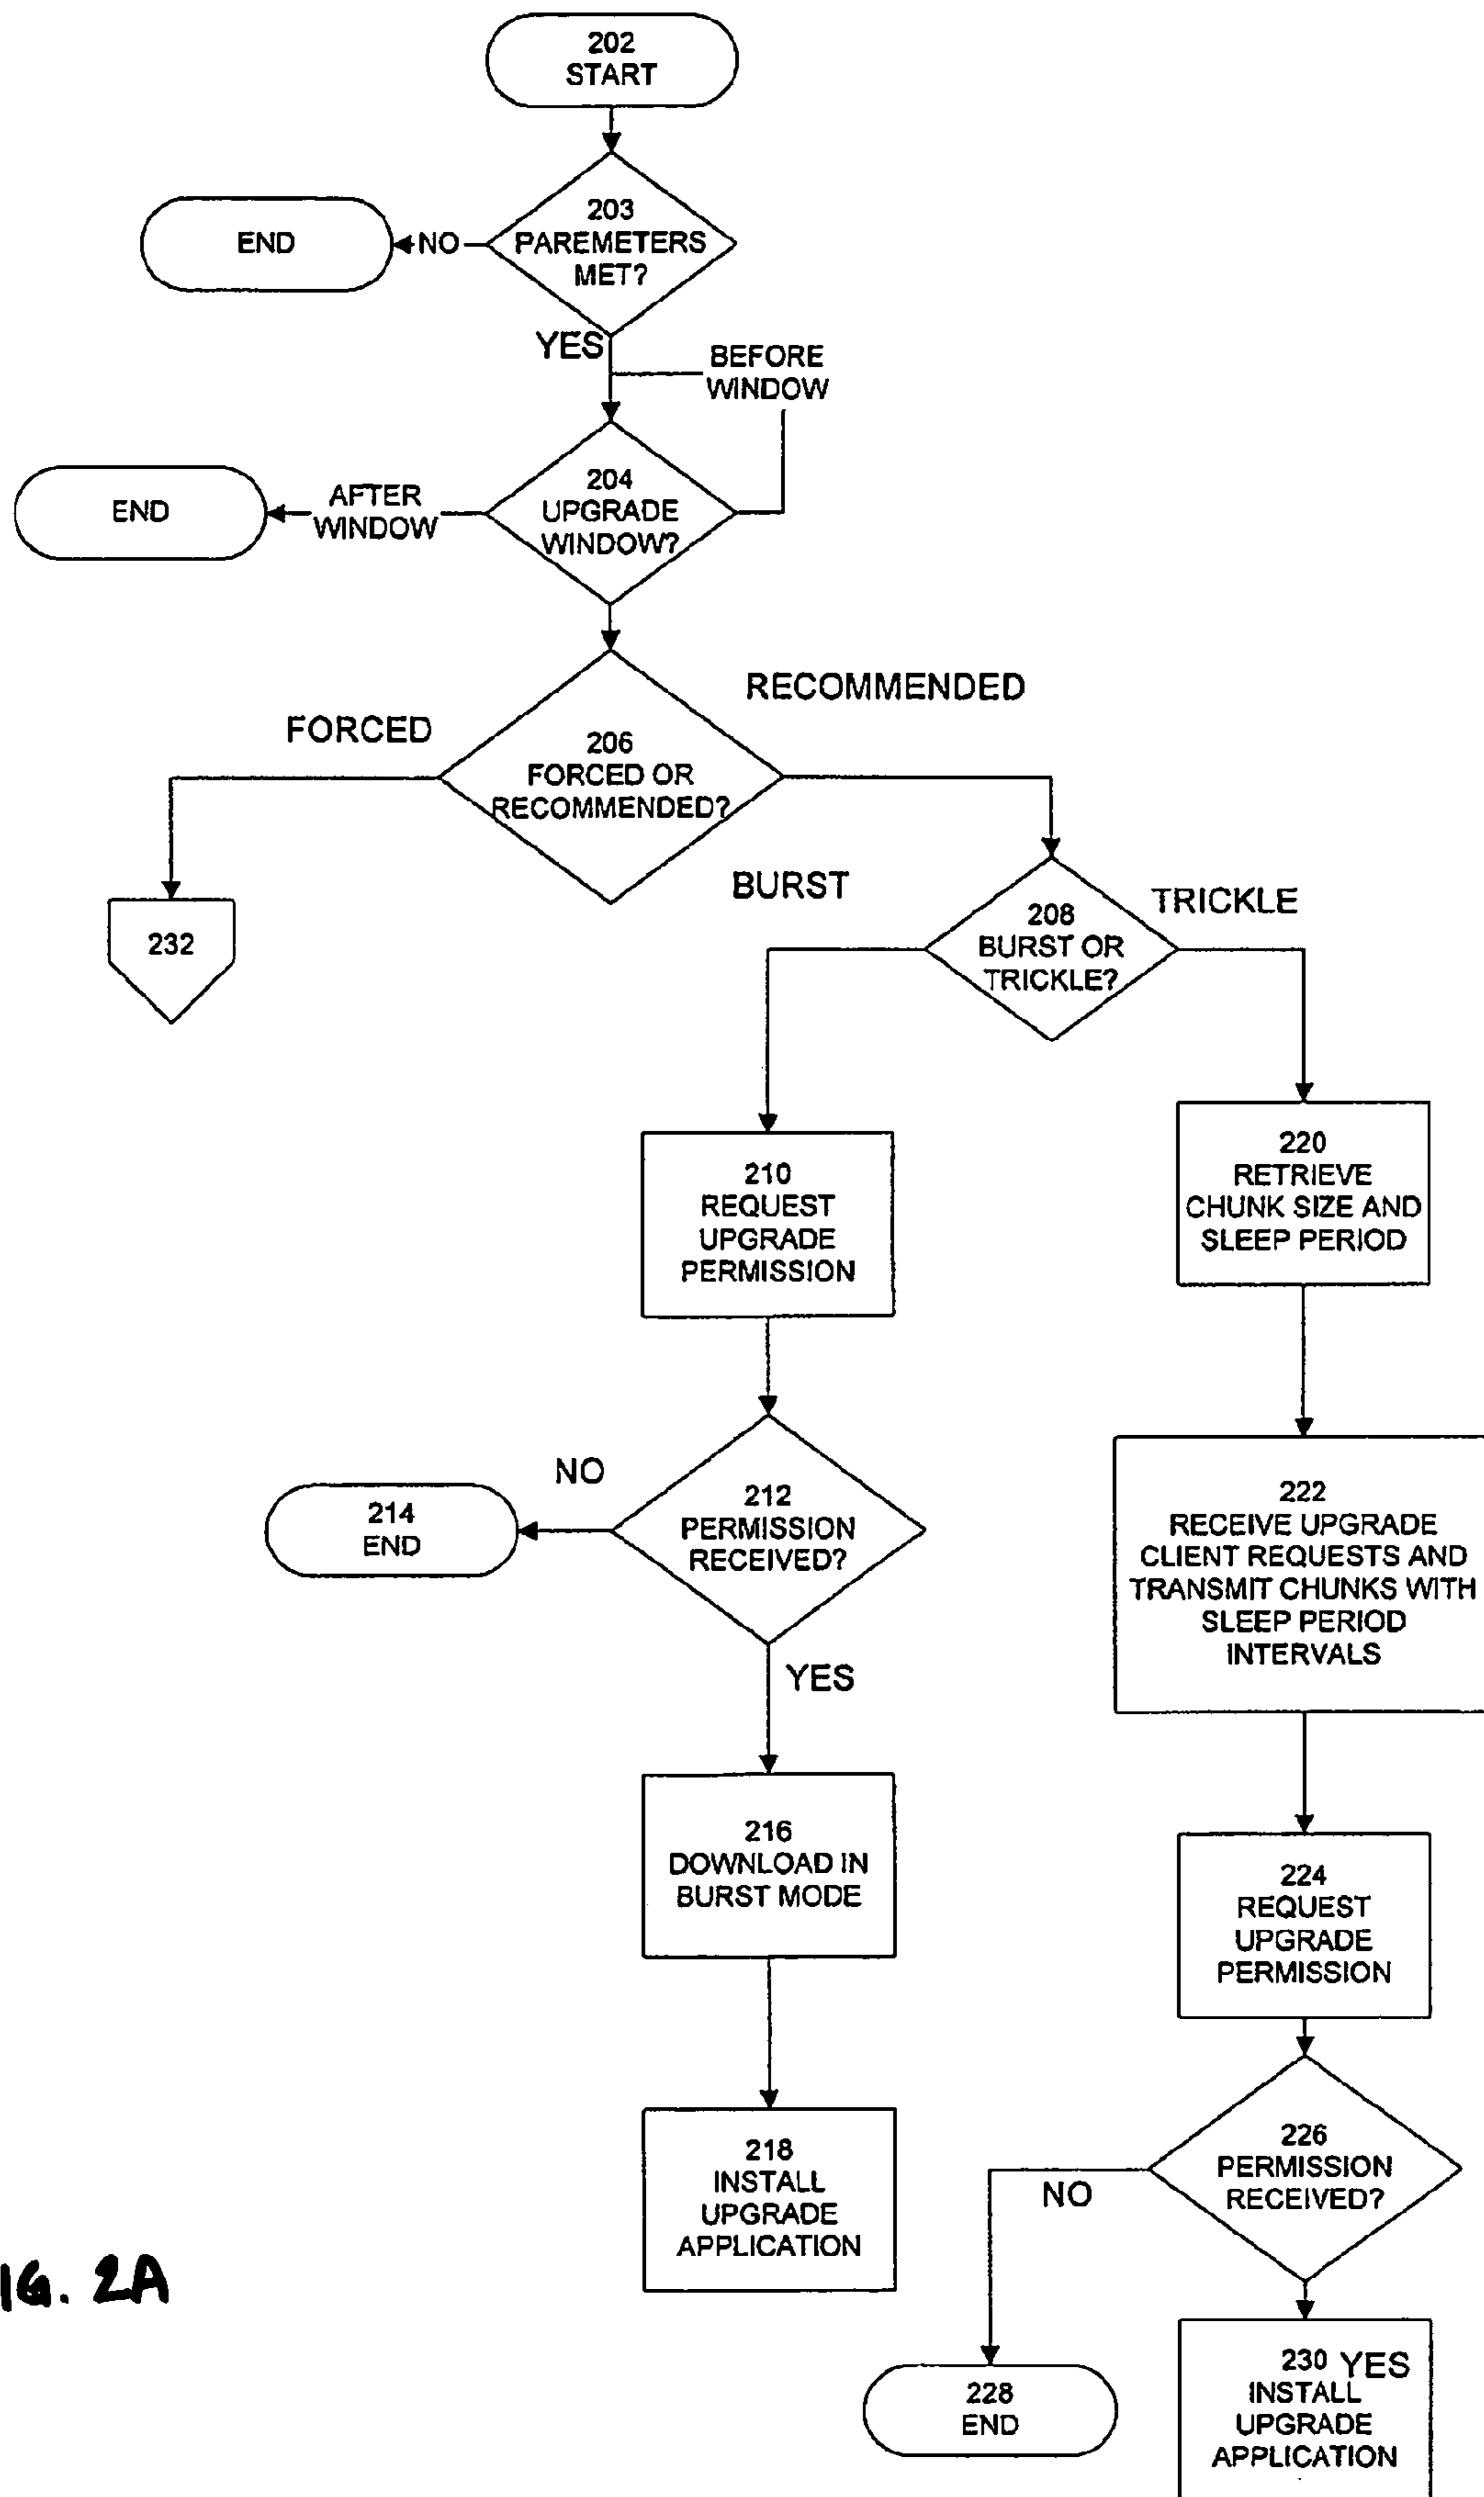 202
START
203
PAREMETERS
MET?
NO
END
YES
BEFORE
WINDOW
204
UPGRADE
WINDOW?
AFTER
WINDOW
END
206
FORCED OR
RECOMMENDED?
FORCED
RECOMMENDED
232
208
BURST OR
TRICKLE?
BURST
TRICKLE
210
REQUEST
UPGRADE
PERMISSION
220
RETRIEVE
CHUNK SIZE AND
SLEEP PERIOD
212
PERMISSION
RECEIVED?
NO
214
END
YES
222
RECEIVE UPGRADE
CLIENT REQUESTS AND
TRANSMIT CHUNKS WITH
SLEEP PERIOD
INTERVALS
216
DOWNLOAD IN
BURST MODE
224
REQUEST
UPGRADE
PERMISSION
218
INSTALL
UPGRADE
APPLICATION
226
PERMISSION
RECEIVED?
NO
228
END
230 YES
INSTALL
UPGRADE
APPLICATION
IG. 2A